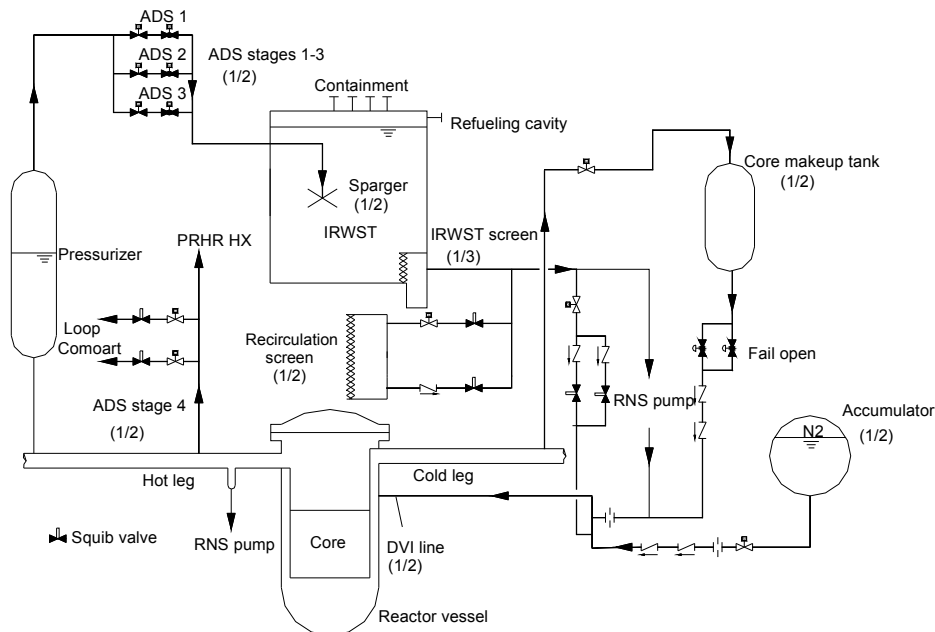 ADS 1
ADS 2
ADS 3
ADS stages 1-3
(1/2)
Containment
Refueling cavity
Sparger
(1/2)
IRWST
IRWST screen
(1/3)
Core makeup tank
(1/2)
Pressurizer
PRHR HX
Loop
Comoart
Recirculation
screen
(1/2)
Fail open
RNS pump
ADS stage 4
(1/2)
Accumulator
(1/2)
N2
Hot leg
Cold leg
Squib valve
RNS pump
Core
DVI line
(1/2)
Reactor vessel